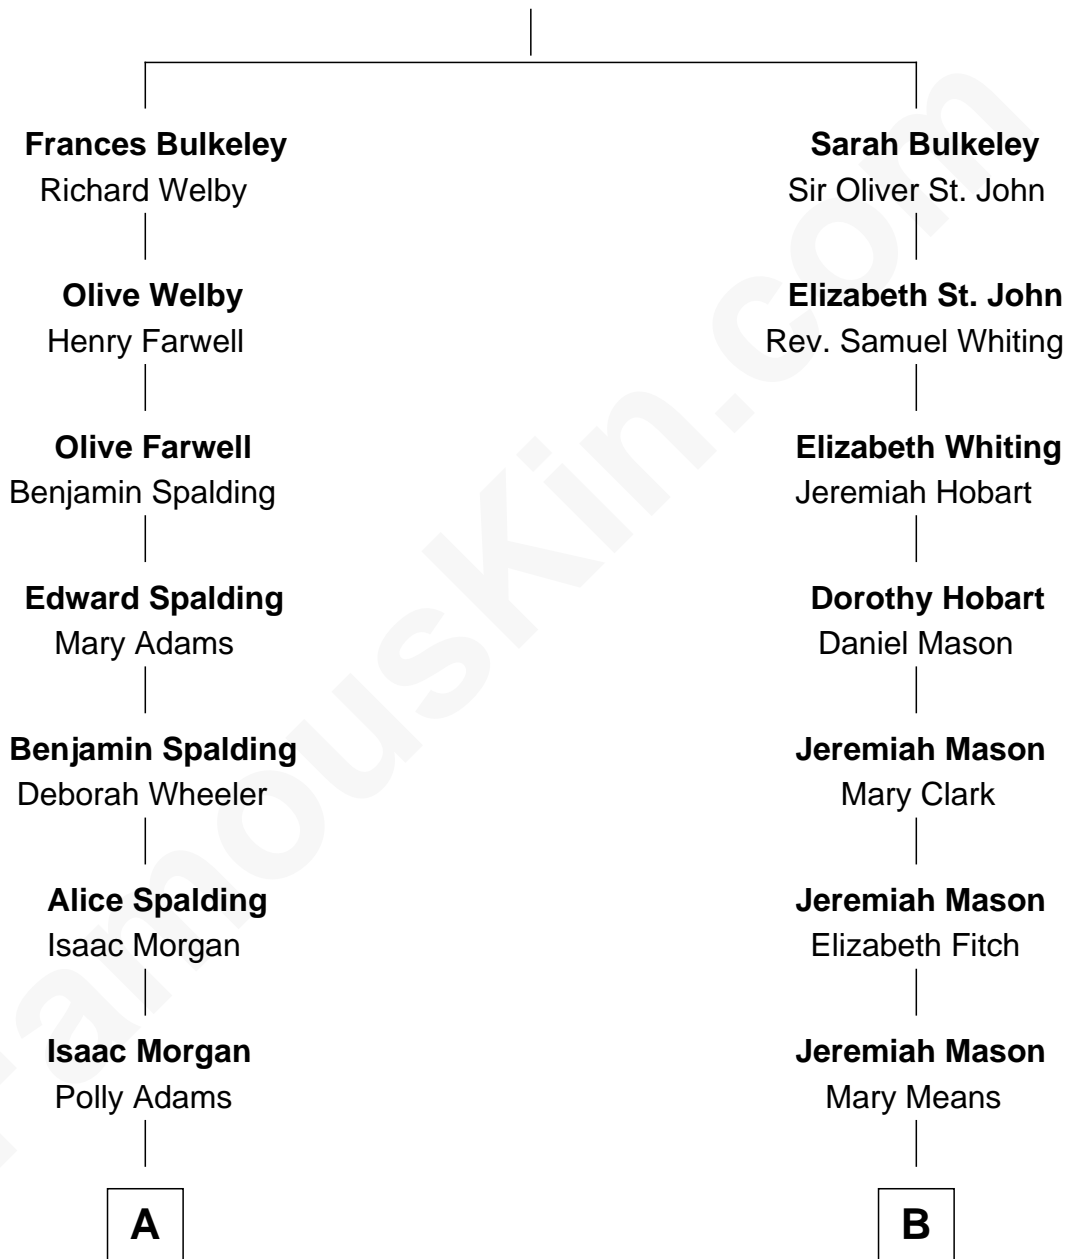 Frances Bulkeley
Richard Welby
Olive Welby
Henry Farwell
Olive Farwell
Benjamin Spalding
Edward Spalding
Mary Adams
Benjamin Spalding
Deborah Wheeler
Alice Spalding
Isaac Morgan
Isaac Morgan
Polly Adams
A
Sarah Bulkeley
Sir Oliver St. John
Elizabeth St. John
Rev. Samuel Whiting
Elizabeth Whiting
Jeremiah Hobart
Dorothy Hobart
Daniel Mason
Jeremiah Mason
Mary Clark
Jeremiah Mason
Elizabeth Fitch
Jeremiah Mason
Mary Means
B
FamousKin.com